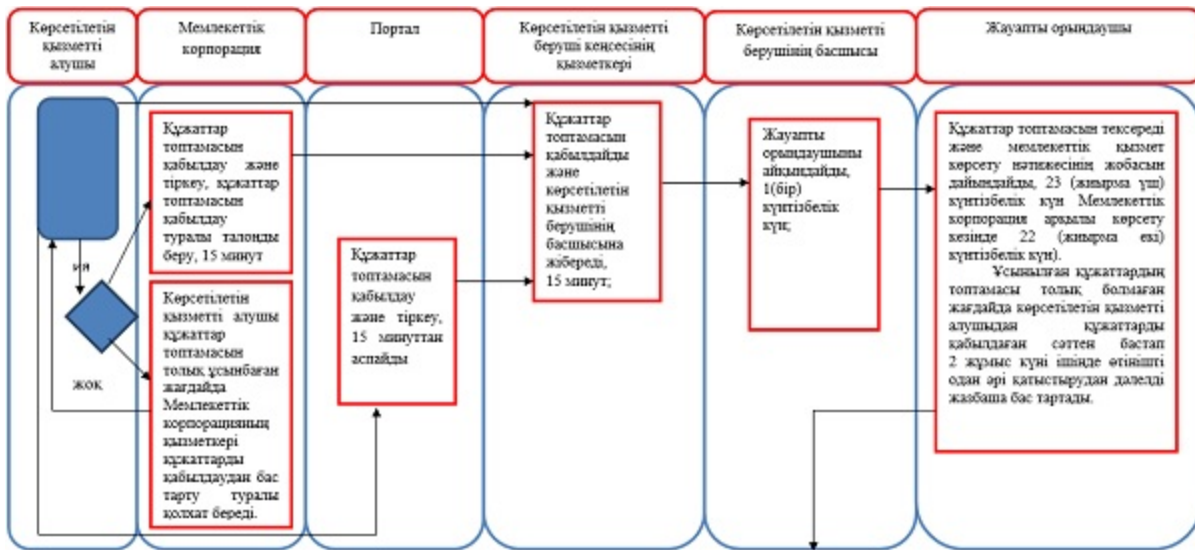 Көрсетілетін
қызметті
алушы
Мемлекеттік
корпорация
Портал
Көрсетілетін қызметті
беруші кеңсесінің
қызметкері
Көрсетілетін қызметті
берушінің басшысы
Жауапты орындаушы
Құжаттар
топтамасын
қабылдау және
тіркеу, құжаттар
топтамасын
қабылдау
туралы талонды
беру, 15 минут
ия
жоқ
Көрсетілетін
қызметті алушы
құжаттар
топтамасын
толық ұсынбаған
жағдайда
Мемлекеттік
корпорацияның
қызметкері
құжаттарды
қабылдаудан бас
тарту туралы
қолхат береді.
Құжаттар
топтамасын
қабылдау
және тіркеу,
15 минуттан
аспайды
Құжаттар
топтамасын
қабылдайды
және
көрсетілетін
қызметті
берушінің
басшысына
жібереді,
15 минут;
Жауапты
орындаушыны
айқындайды,
1(бір)
күнтізбелік
күн;
Құжаттар топтамасын тексереді
және мемлекеттік қызмет
көрсету нәтижесінің жобасын
дайындайды, 23 (жиырма үш)
күнтізбелік күн Мемлекеттік
корпорация арқылы көрсету
кезінде 22 (жиырма екі)
күнтізбелік күн).
Ұсынылған құжаттардың
топтамасы толық болмаған
жағдайда көрсетілетін қызметті
алушыдан құжаттарды
қабылдаған сәттен бастап
2 жұмыс күні ішінде өтінішті
одан әрі қатыстырудан дәлелді
жазбаша бас тартады.